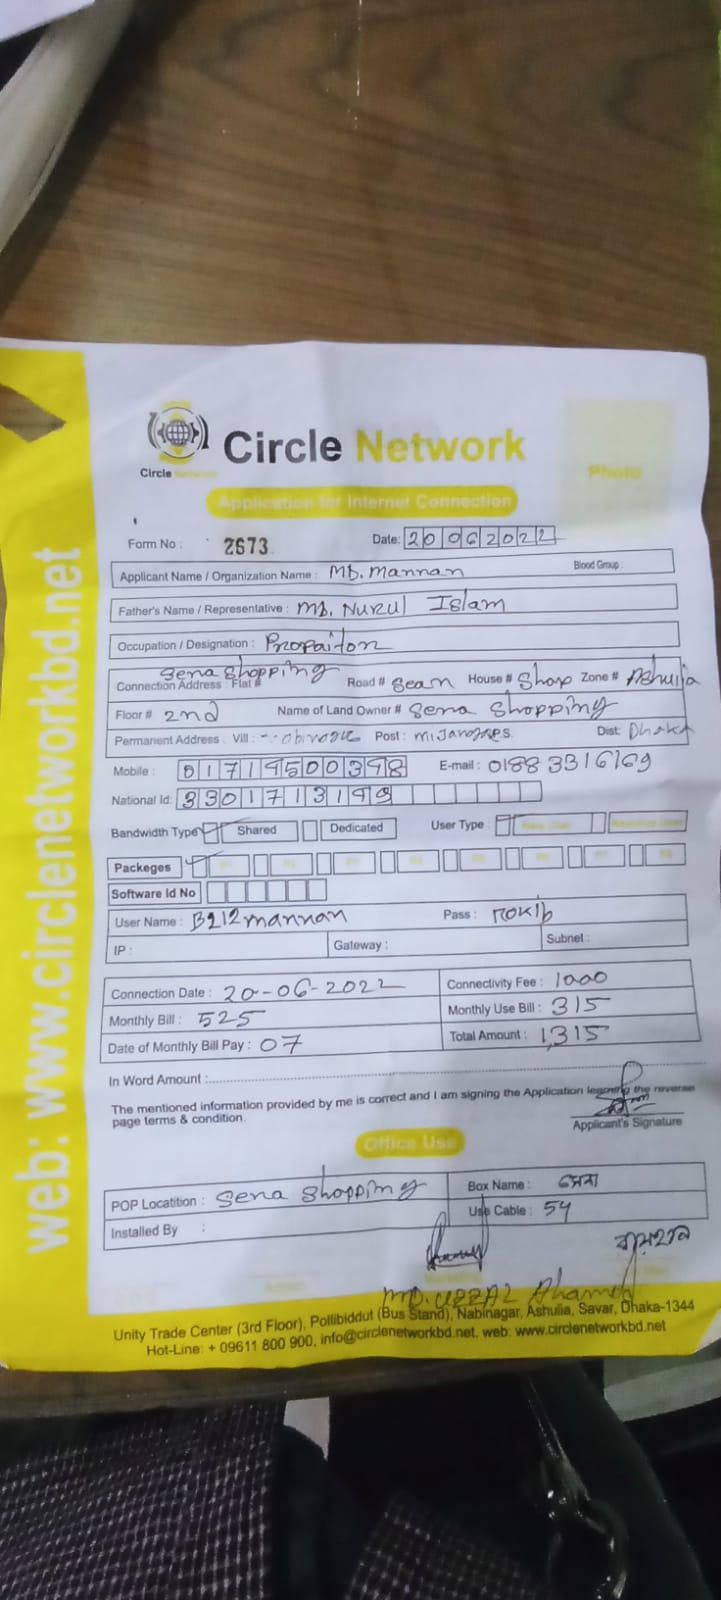 Circle Network
Circle Network
Photo
Application for Internet Connection
Form No : 2673 Date: 20062022
Applicant Name / Organization Name : MD. Mannan Blood Group :
Father's Name / Representative : MD. Nurul Islam
Occupation / Designation : Propaiton
Sena Shopping
Connection Address : Flat # Road # Sean House # Shop Zone # Ashulia
Floor # 2nd Name of Land Owner # Sena Shopping
Permanent Address : Vill : Post : Dist: Dhaka
Mobile : 01719500398 E-mail : 01883316169
National Id: 3301713199
Bandwidth Type Shared Dedicated User Type
Packeges
Software Id No
User Name : B212mannan Pass : rokib
IP : Gateway : Subnet :
Connection Date : 20-06-2022 Connectivity Fee : 1000
Monthly Bill : 525 Monthly Use Bill : 315
Date of Monthly Bill Pay : 07 Total Amount : 1,315
In Word Amount :
The mentioned information provided by me is correct and I am signing the Application the reverse
page terms & condition.
Applicant's Signature
Office Use
POP Locatition : Sena Shopping Box Name : সেনা
Installed By : Use Cable : 54
MD. UZZAL Ahamed
Unity Trade Center (3rd Floor), Pollibiddut (Bus Stand), Nabinagar, Ashulia, Savar, Dhaka-1344
Hot-Line: + 09611 800 900, info@circlenetworkbd.net, web: www.circlenetworkbd.net
web: www.circlenetworkbd.net